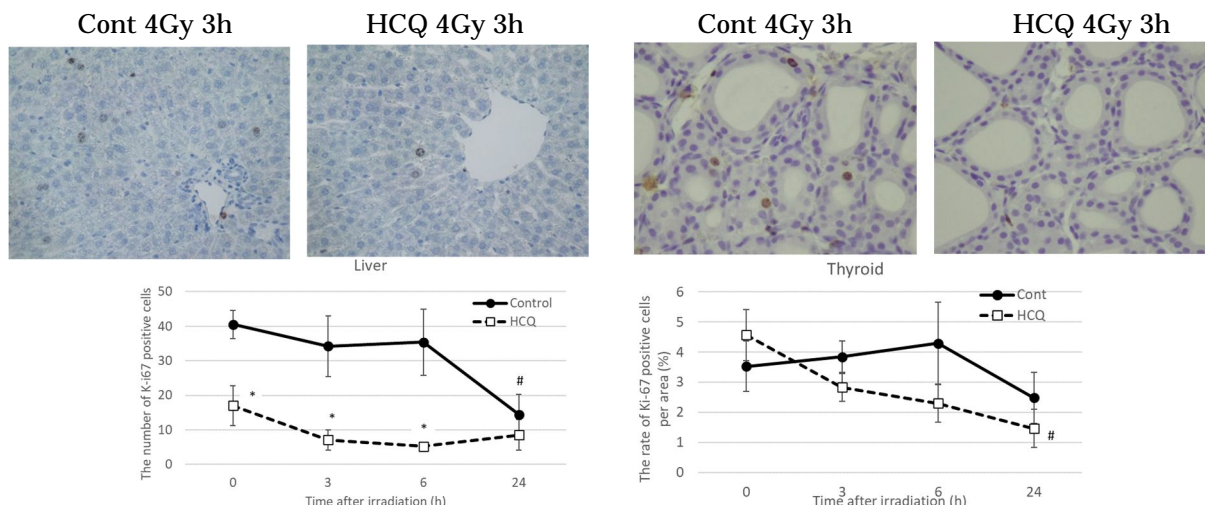 Cont 4Gy 3h
HCQ 4Gy 3h
Cont 4Gy 3h
HCQ 4Gy 3h
Liver
The number of K-i67 positive cells
50
40
30
20
10
0
Control
HCQ
*
*
*
#
0
3
6
24
Time after irradiation (h)
Thyroid
The rate of Ki-67 positive cells
per area (%)
6
5
4
3
2
1
0
Cont
HCQ
#
0
3
6
24
Time after irradiation (h)